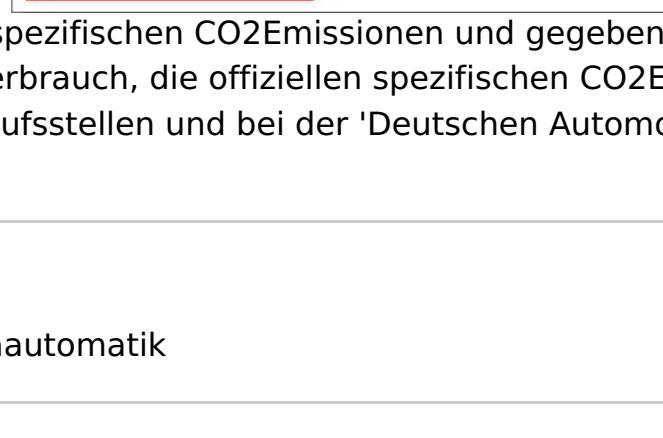 spezifischen CO2Emissionen und gegeben
erbrauch, die offiziellen spezifischen CO2E
ufsstellen und bei der 'Deutschen Automo
automatik